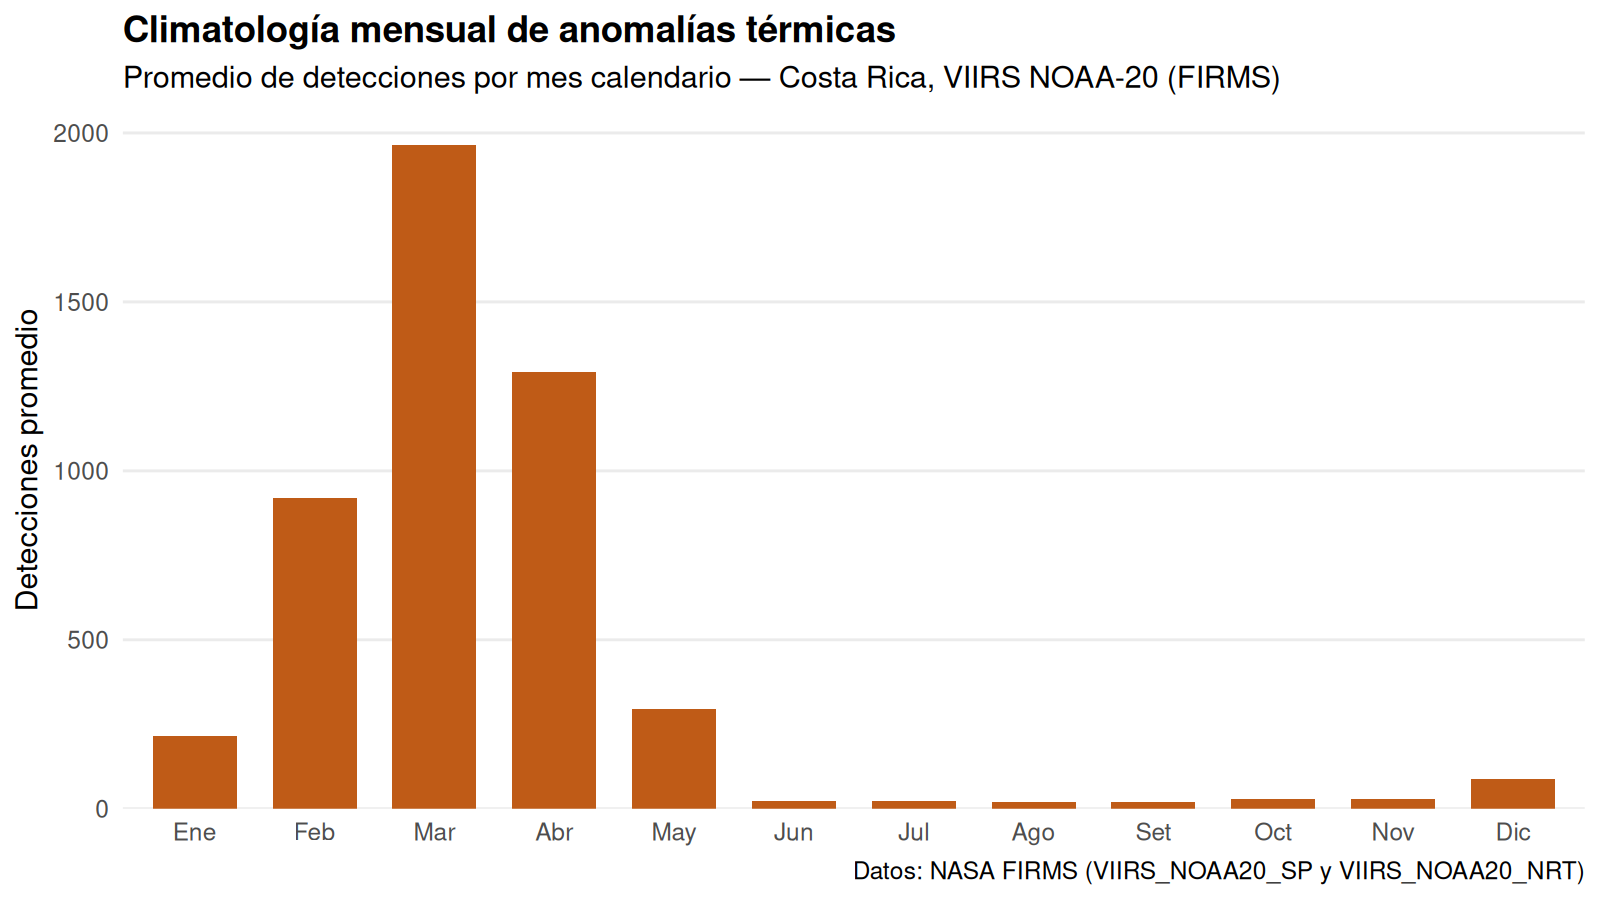 Climatología mensual de anomalías térmicas
Promedio de detecciones por mes calendario — Costa Rica, VIIRS NOAA-20 (FIRMS)
Detecciones promedio
2000
1500
1000
500
0
Ene Feb Mar Abr May Jun Jul Ago Set Oct Nov Dic
Datos: NASA FIRMS (VIIRS_NOAA20_SP y VIIRS_NOAA20_NRT)